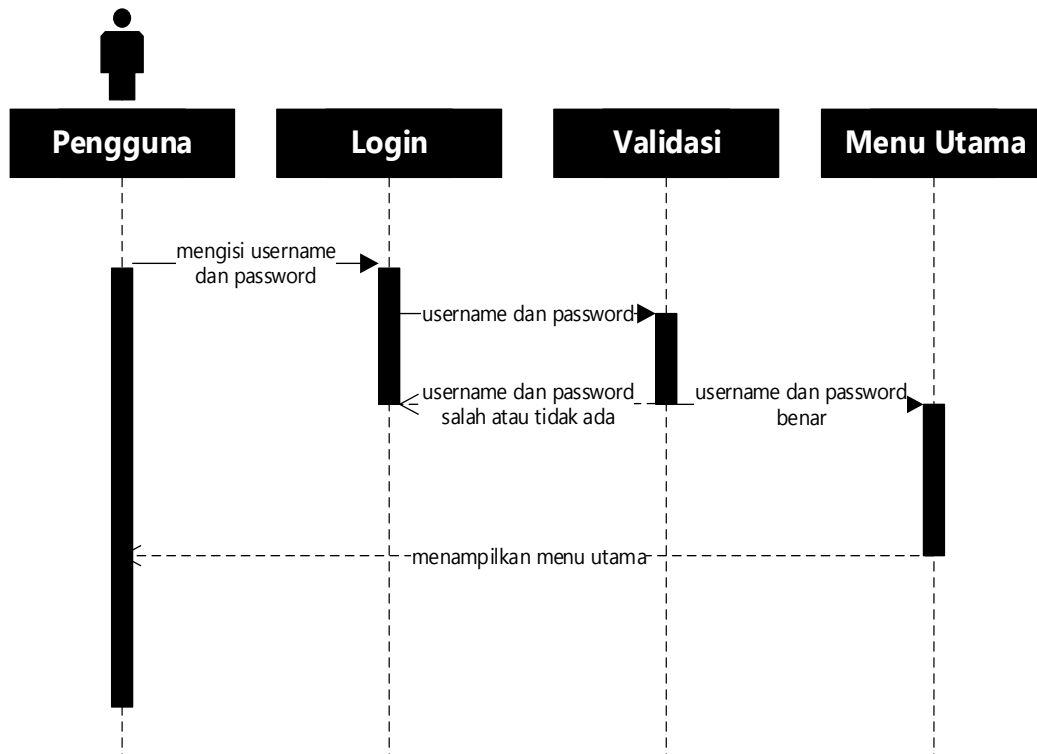 Pengguna
Login
Validasi
Menu Utama
mengisi username
dan password
username dan password
username dan password
salah atau tidak ada
username dan password
benar
menampilkan menu utama